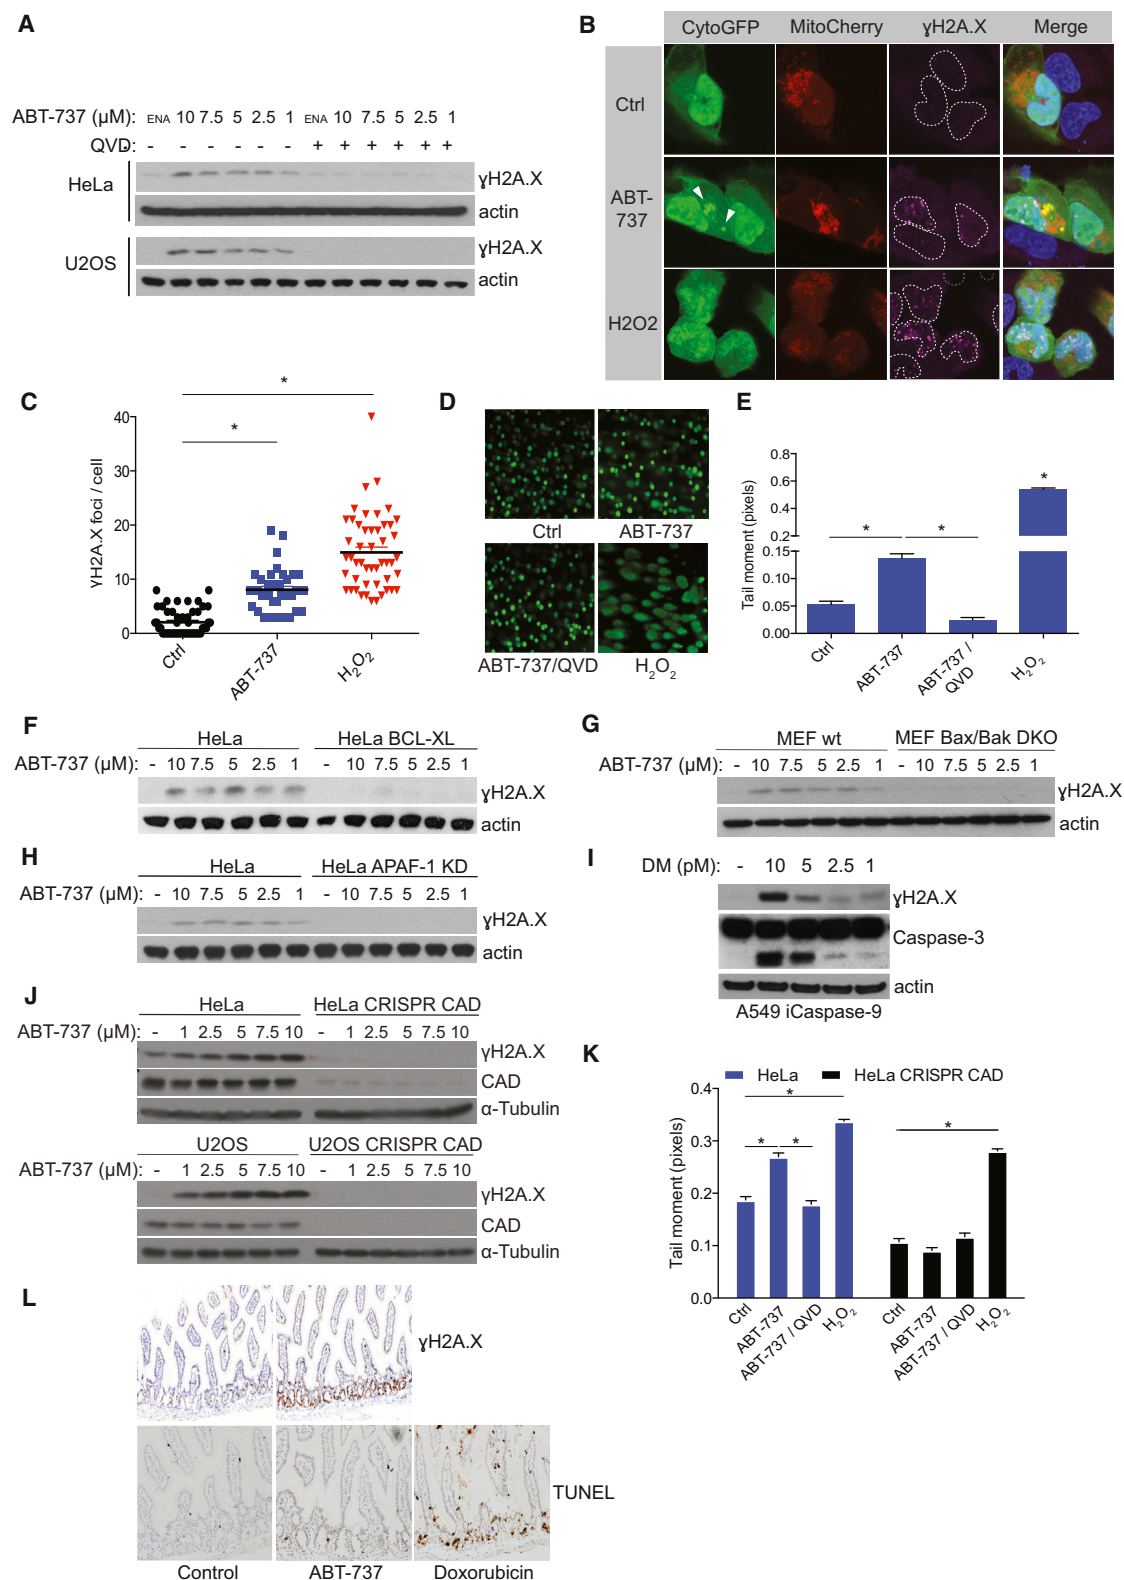 A
ABT-737 (µM): ENA 10 7.5 5 2.5 1 ENA 10 7.5 5 2.5 1
QVD: - - - - - - + + + + + +
HeLa
γH2A.X
actin
U2OS
γH2A.X
actin
B
CytoGFP MitoCherry γH2A.X Merge
Ctrl
ABT-
737
H2O2
C
γH2A.X foci / cell
40
30
20
10
0
* *
Ctrl ABT-737 H₂O₂
D
Ctrl ABT-737
ABT-737/QVD H₂O₂
E
Tail moment (pixels)
0.8
0.6
0.4
0.2
0.15
0.10
0.05
0.00
* * *
Ctrl ABT-737 ABT-737 / QVD H₂O₂
F
HeLa HeLa BCL-XL
ABT-737 (µM): - 10 7.5 5 2.5 1 - 10 7.5 5 2.5 1
γH2A.X
actin
G
MEF wt MEF Bax/Bak DKO
ABT-737 (µM): - 10 7.5 5 2.5 1 - 10 7.5 5 2.5 1
γH2A.X
actin
H
HeLa HeLa APAF-1 KD
ABT-737 (µM): - 10 7.5 5 2.5 1 - 10 7.5 5 2.5 1
γH2A.X
actin
I
DM (pM): - 10 5 2.5 1
γH2A.X
Caspase-3
actin
A549 iCaspase-9
J
HeLa HeLa CRISPR CAD
ABT-737 (µM): - 1 2.5 5 7.5 10 - 1 2.5 5 7.5 10
γH2A.X
CAD
α-Tubulin
U2OS U2OS CRISPR CAD
ABT-737 (µM): - 1 2.5 5 7.5 10 - 1 2.5 5 7.5 10
γH2A.X
CAD
α-Tubulin
K
HeLa HeLa CRISPR CAD
Tail moment (pixels)
0.4
0.3
0.2
0.1
0.0
* * * *
Ctrl ABT-737 ABT-737 / QVD H₂O₂ Ctrl ABT-737 ABT-737 / QVD H₂O₂
L
γH2A.X
TUNEL
Control ABT-737 Doxorubicin